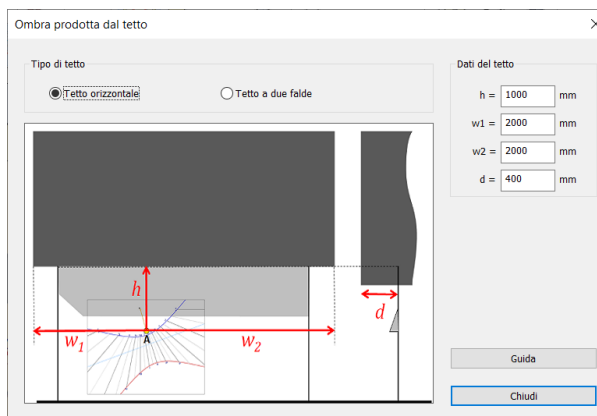 Ombra prodotta dal tetto
Tipo di tetto
Tetto orizzontale
Tetto a due falde
Dati del tetto
h = 1000 mm
w1 = 2000 mm
w2 = 2000 mm
d = 400 mm
h
d
w1
A
w2
Guida
Chiudi